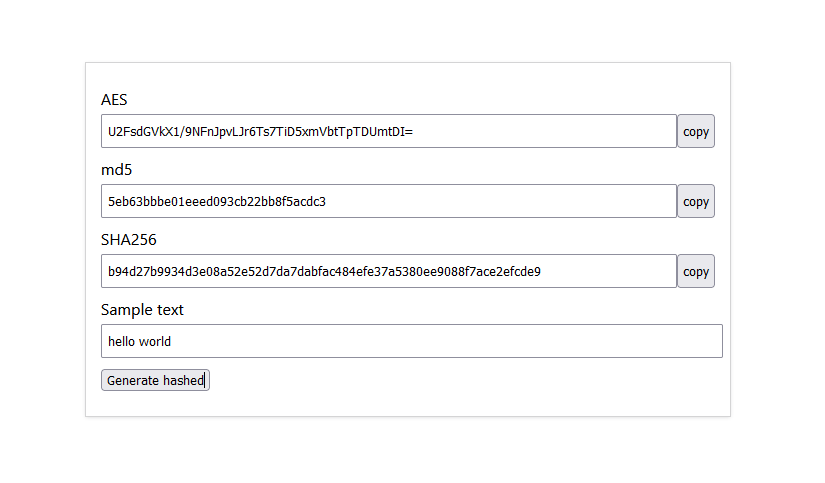 AES
U2FsdGVkX1/9NFnJpvLJr6Ts7TiD5xmVbtTpTDUmtDI=
copy
md5
5eb63bbbe01eeed093cb22bb8f5acdc3
copy
SHA256
b94d27b9934d3e08a52e52d7da7dabfac484efe37a5380ee9088f7ace2efcde9
copy
Sample text
hello world
Generate hashed